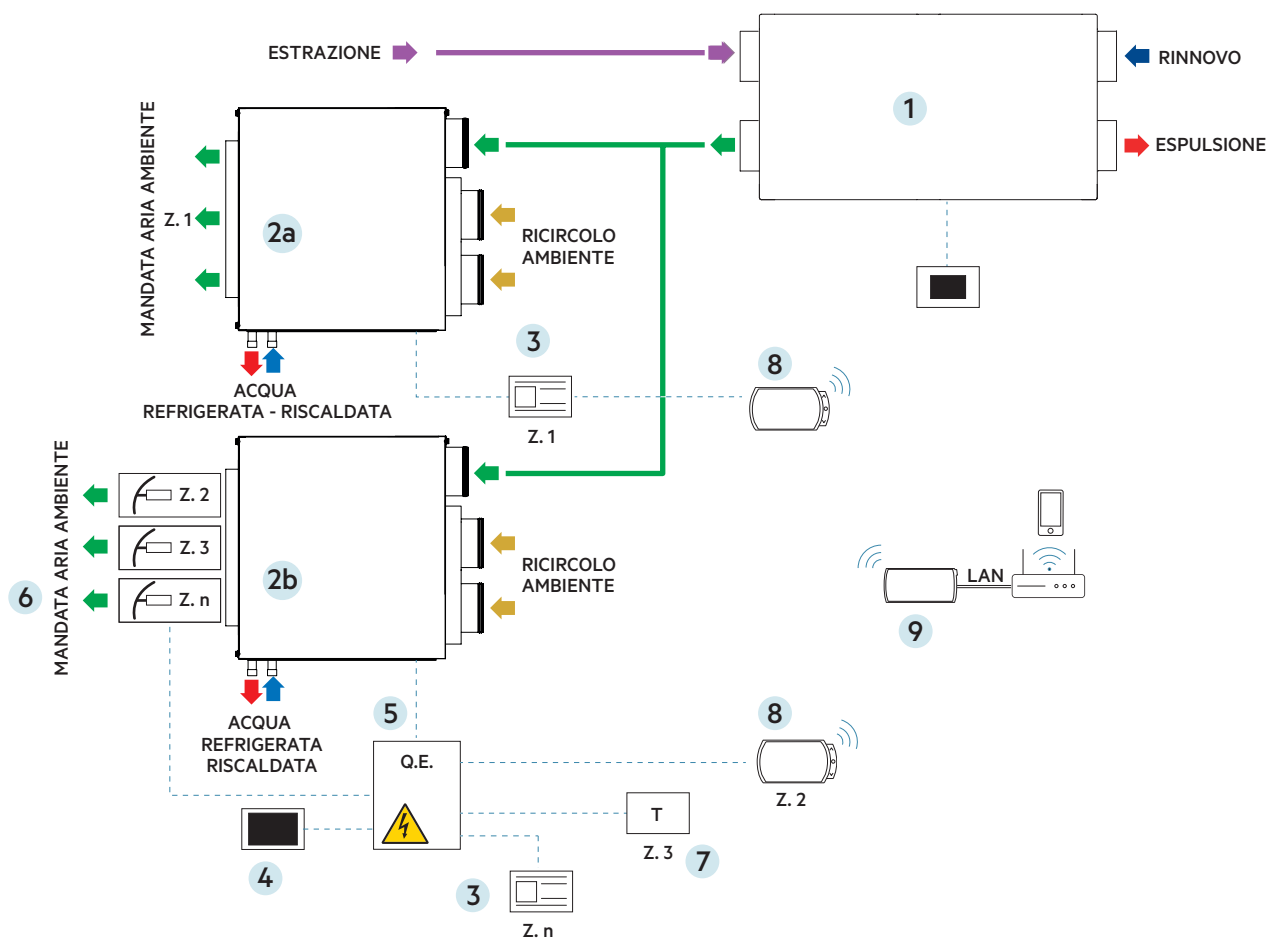 ESTRAZIONE
RINNOVO
1
ESPULSIONE
MANDATA ARIA AMBIENTE
Z. 1
2a
RICIRCOLO
AMBIENTE
3
Z. 1
8
ACQUA
REFRIGERATA - RISCALDATA
MANDATA ARIA AMBIENTE
Z. 2
Z. 3
Z. n
6
2b
RICIRCOLO
AMBIENTE
LAN
9
ACQUA
REFRIGERATA
RISCALDATA
5
Q.E.
8
Z. 2
T
Z. 3
7
4
3
Z. n